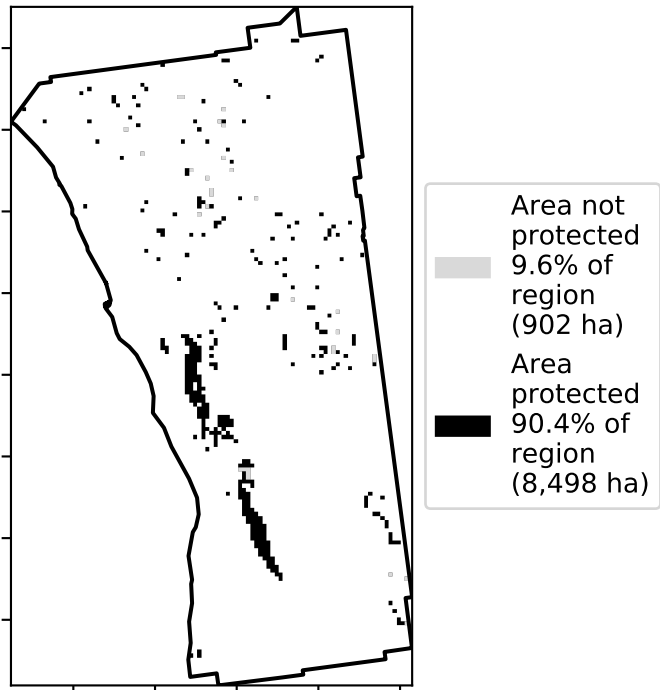 Area not
protected
9.6% of
region
(902 ha)
Area
protected
90.4% of
region
(8,498 ha)